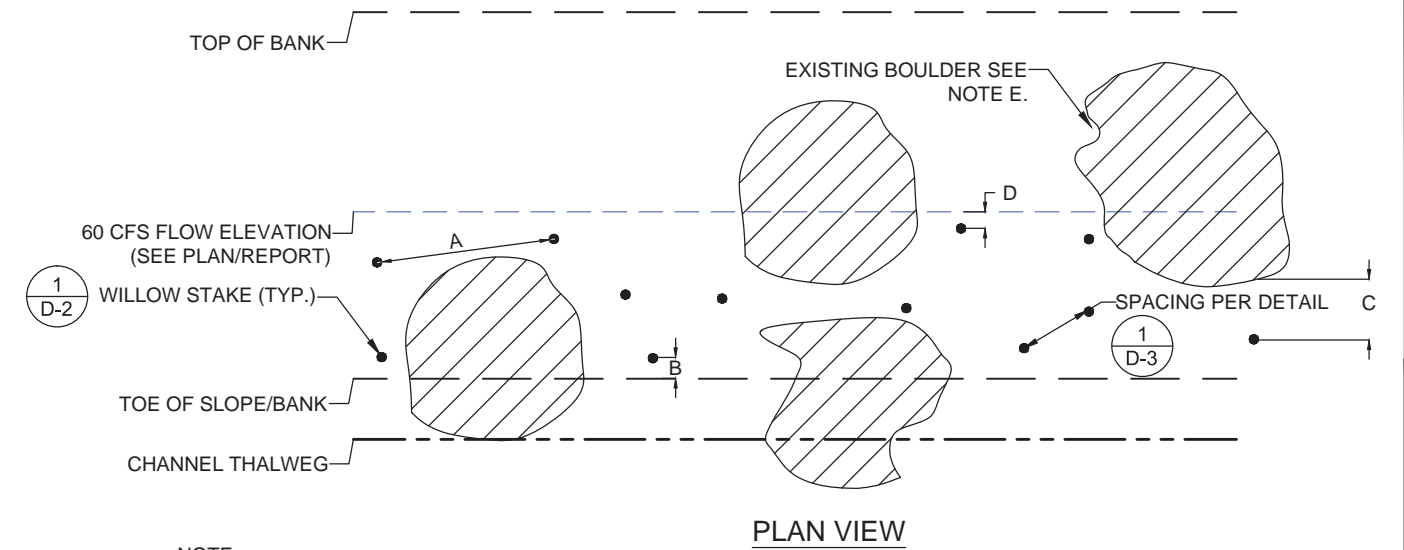 TOP OF BANK
EXISTING BOULDER SEE
NOTE E.
D
60 CFS FLOW ELEVATION
(SEE PLAN/REPORT)
A
1
D-2
WILLOW STAKE (TYP.)
SPACING PER DETAIL
1
D-3
C
B
TOE OF SLOPE/BANK
CHANNEL THALWEG
PLAN VIEW
NOTE